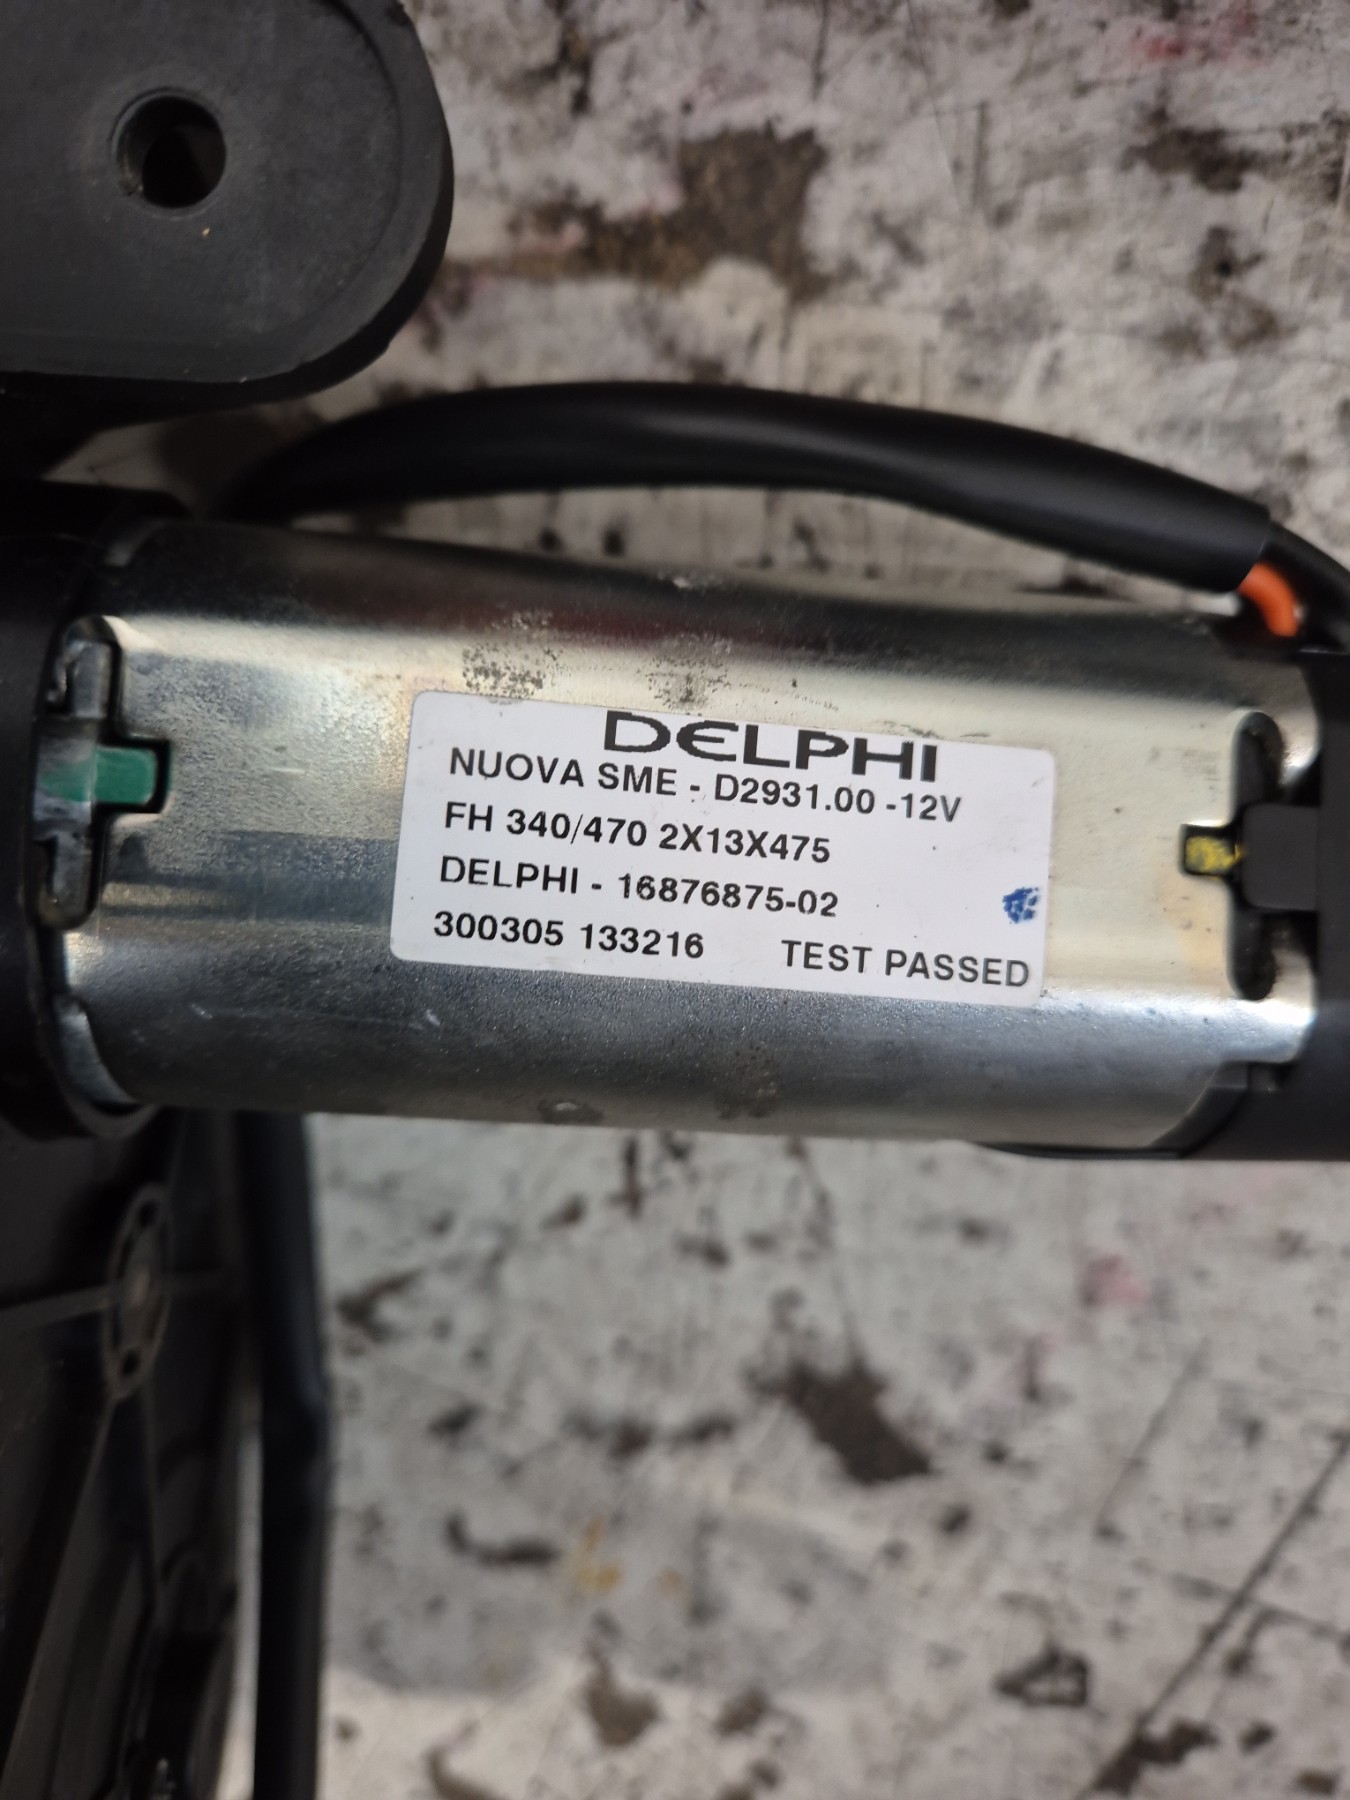 DELPHI
NUOVA SME - D2931.00 -12V
FH 340/470 2X13X475
DELPHI - 16876875-02
300305 133216 TEST PASSED